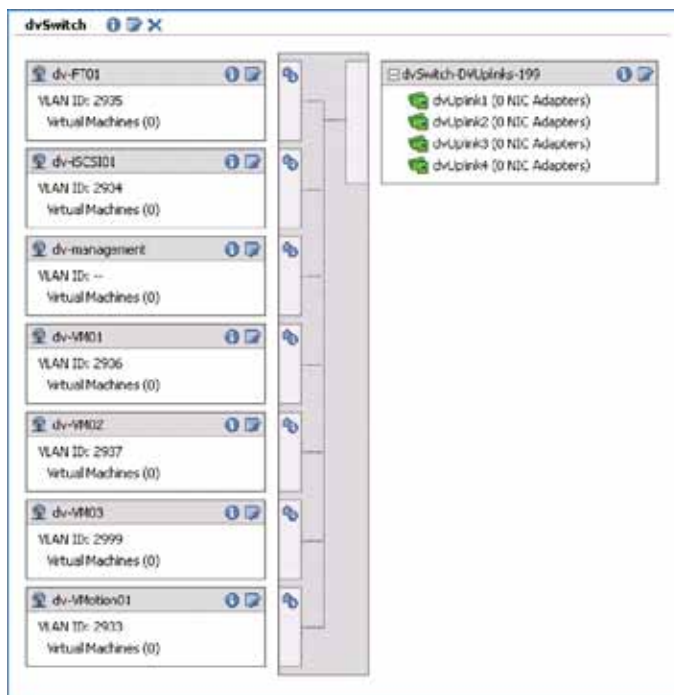 dvSwitch
dv-FT01
VLAN ID: 2935
Virtual Machines (0)
dv-iSCSI01
VLAN ID: 2934
Virtual Machines (0)
dv-management
VLAN ID: --
Virtual Machines (0)
dv-VM01
VLAN ID: 2936
Virtual Machines (0)
dv-VM02
VLAN ID: 2937
Virtual Machines (0)
dv-VM03
VLAN ID: 2999
Virtual Machines (0)
dv-VMotion01
VLAN ID: 2933
Virtual Machines (0)
dvSwitch-DVUplinks-199
dvUplink1 (0 NIC Adapters)
dvUplink2 (0 NIC Adapters)
dvUplink3 (0 NIC Adapters)
dvUplink4 (0 NIC Adapters)